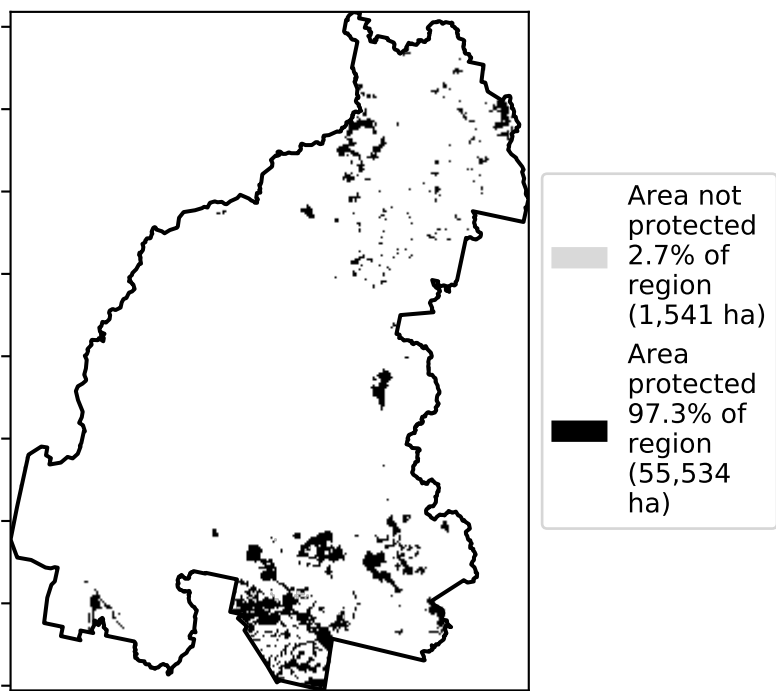 Area not
protected
2.7% of
region
(1,541 ha)
Area
protected
97.3% of
region
(55,534
ha)